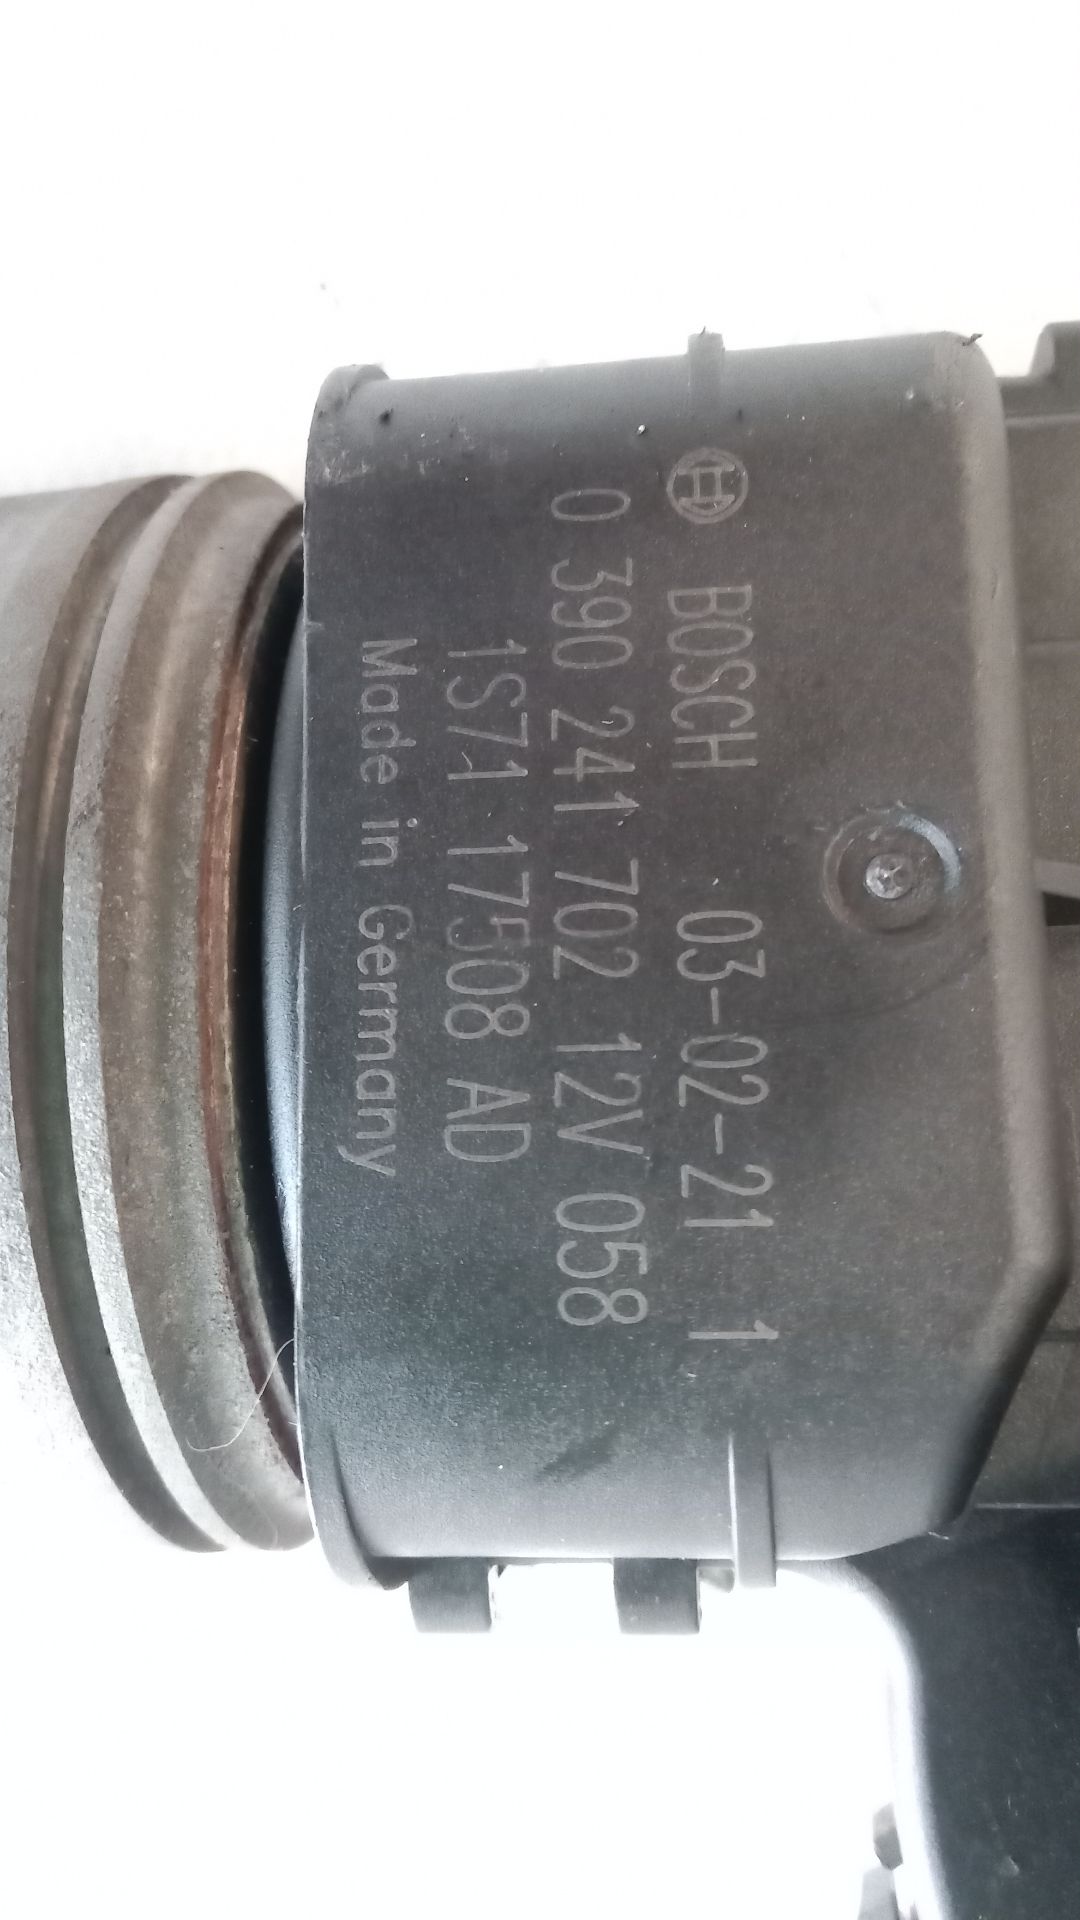 BOSCH 03-02-21 1
0 390 241 702 12V 058
1S71 17508 AD
Made in Germany